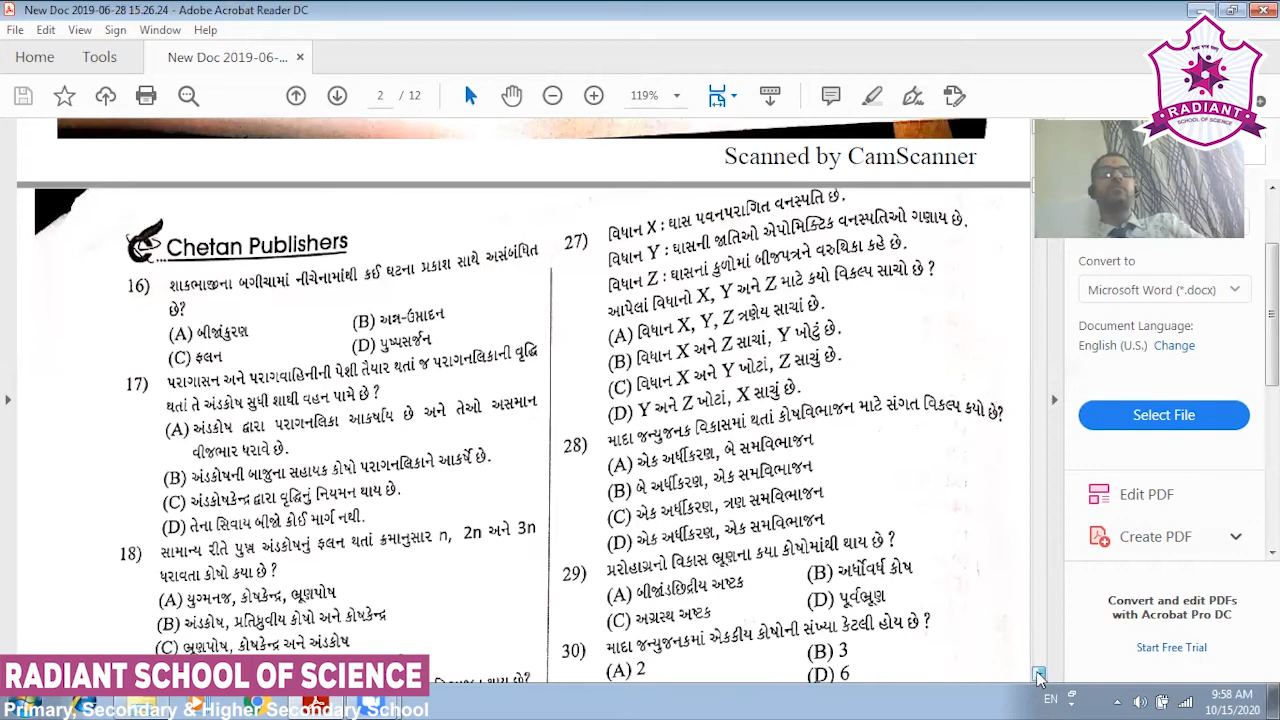 New Doc 2019-06-28 15.26.24 - Adobe Acrobat Reader DC
File Edit View Sign Window Help
Home Tools New Doc 2019-06-... ×
2 / 12 119%
RADIANT
SCHOOL OF SCIENCE
Scanned by CamScanner
Chetan Publishers
16) શાકભાજીના બગીચામાં નીચેનામાંથી કઈ ઘટના પ્રકાશ સાથે અસંબંધિત
છે?
(A) બીજાંકુરણ (B) અન્ન-ઉત્પાદન
(C) ફલન (D) પુષ્પસર્જન
17) પરાગાસન અને પરાગવાહિનીની પેશી તૈયાર થતાં જ પરાગનલિકાની વૃદ્ધિ
થતાં તે અંડકોષ સુધી શાથી વહન પામે છે ?
(A) અંડકોષ દ્વારા પરાગનલિકા આકર્ષાય છે અને તેઓ અસમાન
વીજભાર ધરાવે છે.
(B) અંડકોષની બાજુના સહાયક કોષો પરાગનલિકાને આકર્ષે છે.
(C) અંડકોષકેન્દ્ર દ્વારા વૃદ્ધિનું નિયમન થાય છે.
(D) તેના સિવાય બીજો કોઈ માર્ગ નથી.
18) સામાન્ય રીતે પુખ્ત અંડકોષનું ફલન થતાં ક્રમાનુસાર n, 2n અને 3n
ધરાવતા કોષો કયા છે ?
(A) યુગ્મનજ, કોષકેન્દ્ર, ભ્રૂણપોષ
(B) અંડકોષ, પ્રતિધ્રુવીય કોષો અને કોષકેન્દ્ર
(C) ભ્રૂણપોષ, કોષકેન્દ્ર અને અંડકોષ
થાય છે?
27) વિધાન X : ઘાસ પવનપરાગિત વનસ્પતિ છે.
વિધાન Y : ઘાસની જાતિઓ એપોમિક્ટિક વનસ્પતિઓ ગણાય છે.
વિધાન Z : ઘાસનાં કુળોમાં બીજપત્રને વરુથિકા કહે છે.
આપેલાં વિધાનો X, Y અને Z માટે કયો વિકલ્પ સાચો છે ?
(A) વિધાન X, Y, Z ત્રણેય સાચાં છે.
(B) વિધાન X અને Z સાચાં, Y ખોટું છે.
(C) વિધાન X અને Y ખોટાં, Z સાચું છે.
(D) Y અને Z ખોટાં, X સાચું છે.
28) માદા જન્યુજનક વિકાસમાં થતાં કોષવિભાજન માટે સંગત વિકલ્પ કયો છે?
(A) એક અર્ધીકરણ, બે સમવિભાજન
(B) બે અર્ધીકરણ, એક સમવિભાજન
(C) એક અર્ધીકરણ, ત્રણ સમવિભાજન
(D) એક અર્ધીકરણ, એક સમવિભાજન
29) પ્રરોહાગ્રનો વિકાસ ભ્રૂણના કયા કોષોમાંથી થાય છે ?
(A) બીજાંડછિદ્રીય અષ્ટક (B) અર્ધોવર્ધ કોષ
(C) અગ્રસ્થ અષ્ટક (D) પૂર્વભ્રૂણ
30) માદા જન્યુજનકમાં એકકીય કોષોની સંખ્યા કેટલી હોય છે ?
(A) 2 (B) 3
(D) 6
Convert to
Microsoft Word (*.docx)
Document Language:
English (U.S.) Change
Select File
Edit PDF
Create PDF
Convert and edit PDFs
with Acrobat Pro DC
Start Free Trial
RADIANT SCHOOL OF SCIENCE
Primary, Secondary & Higher Secondary School
EN
9:58 AM
10/15/2020